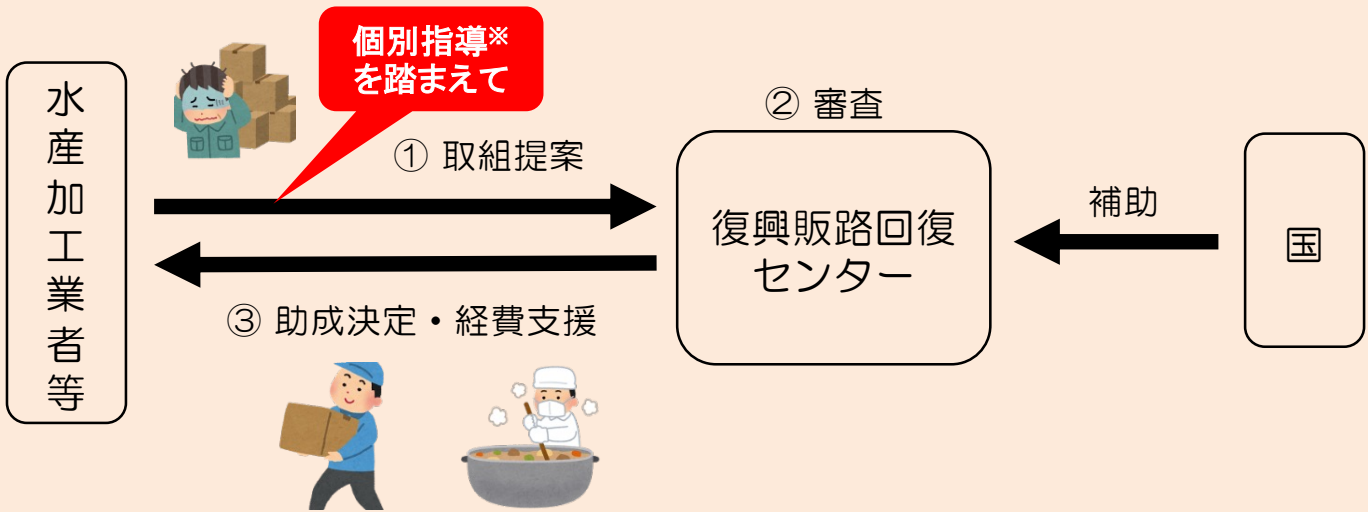 個別指導※
を踏まえて
水産加工業者等
① 取組提案
② 審査
復興販路回復
センター
補助
国
③ 助成決定・経費支援